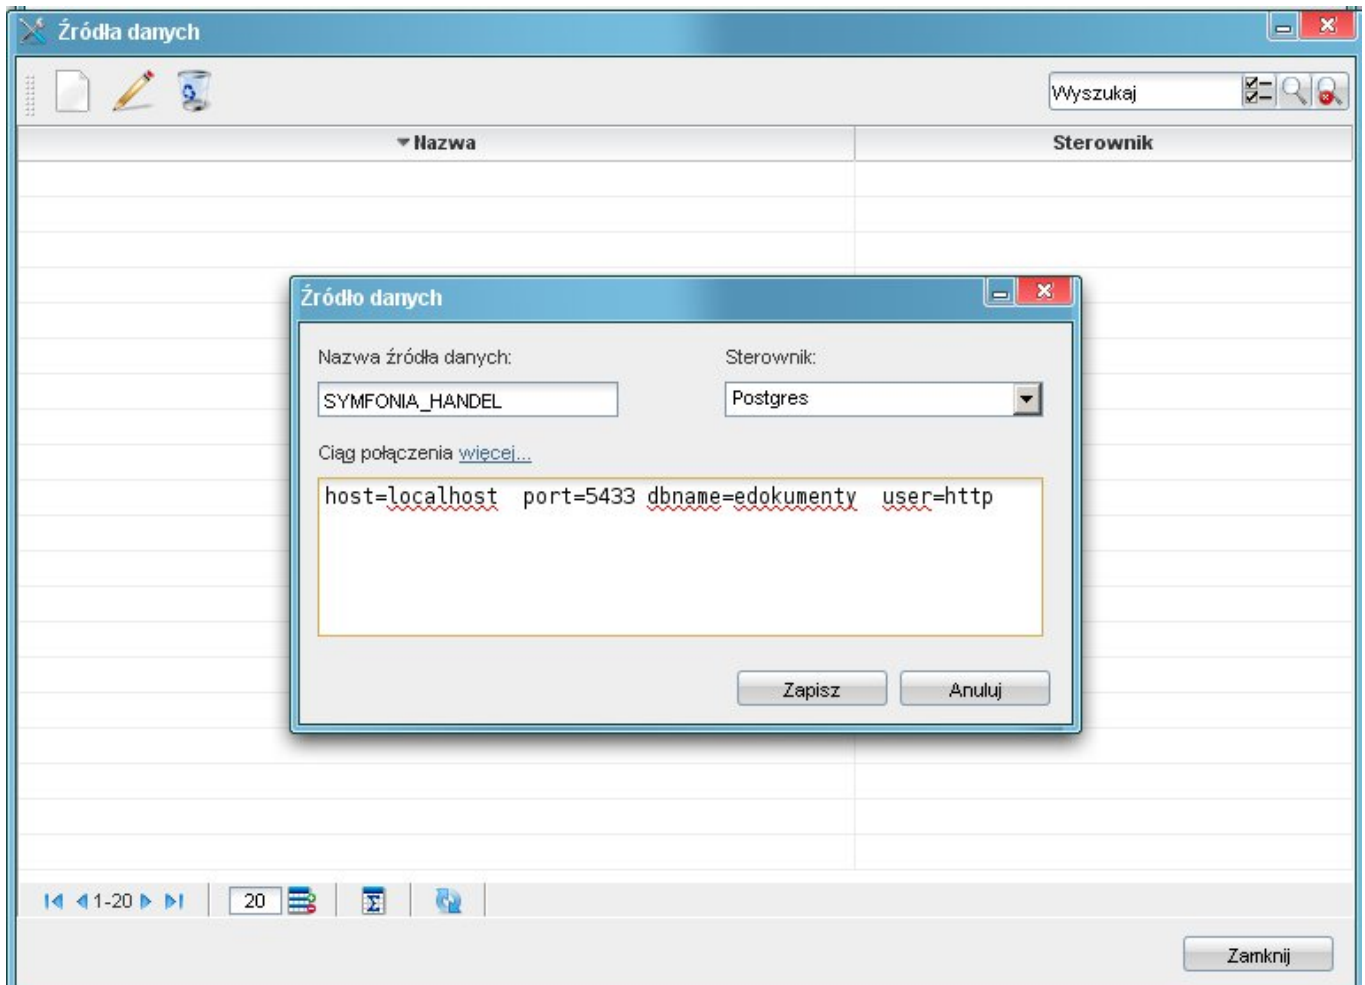 Źródła danych
Wyszukaj
Nazwa Sterownik
Źródło danych
Nazwa źródła danych: Sterownik:
SYMFONIA_HANDEL Postgres
Ciąg połączenia więcej...
host=localhost port=5433 dbname=edokumenty user=http
Zapisz Anuluj
1-20 20 Σ
Zamknij